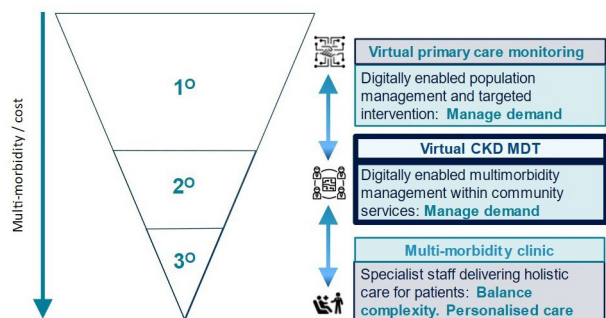 Multi-morbidity / cost
1O
2O
3O
Virtual primary care monitoring
Digitally enabled population
management and targeted
intervention: Manage demand
Virtual CKD MDT
Digitally enabled multimorbidity
management within community
services: Manage demand
Multi-morbidity clinic
Specialist staff delivering holistic
care for patients: Balance
complexity. Personalised care